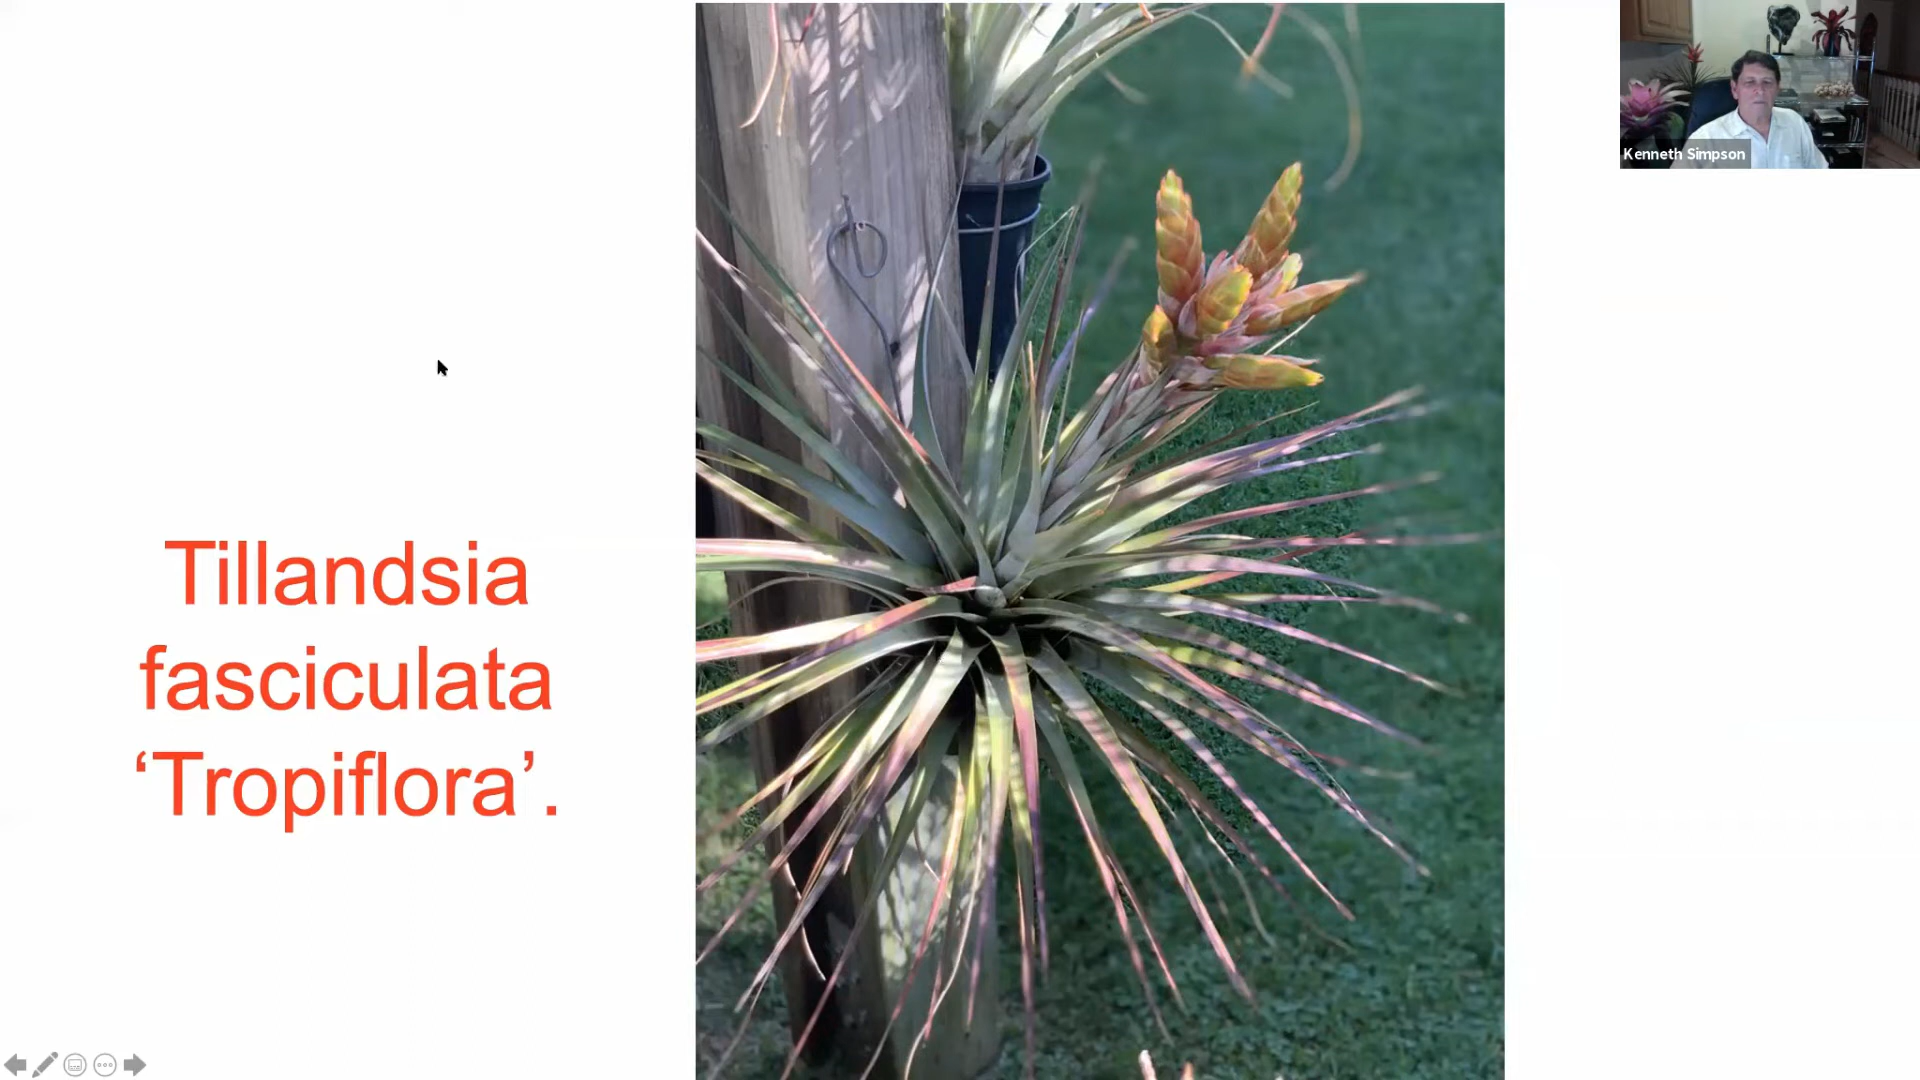 Kenneth Simpson
Tillandsia
fasciculata
‘Tropiflora’.